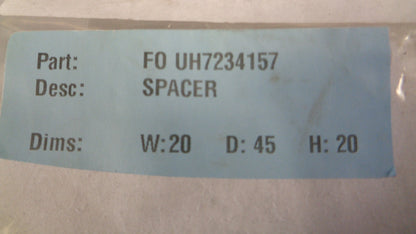 Part: FO UH7234157
Desc: SPACER
Dims: W:20 D: 45 H: 20